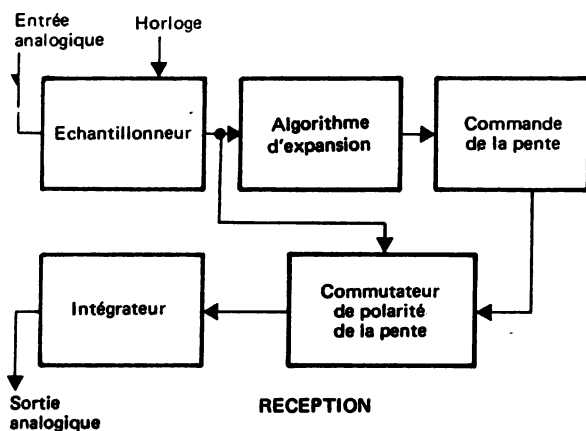 Entrée
analogique
Horloge
Echantillonneur
Algorithme
d'expansion
Commande
de la pente
Intégrateur
Commutateur
de polarité
de la pente
Sortie
analogique
RECEPTION